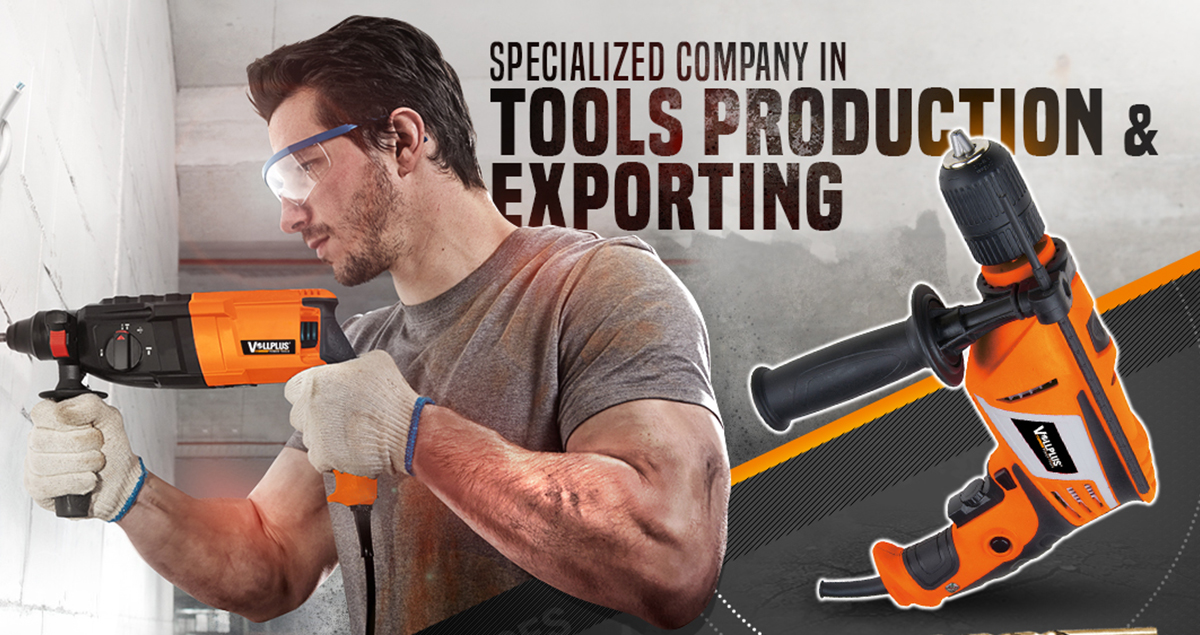 SPECIALIZED COMPANY IN
TOOLS PRODUCTION &
EXPORTING
VOLLPLUS
VOLLPLUS